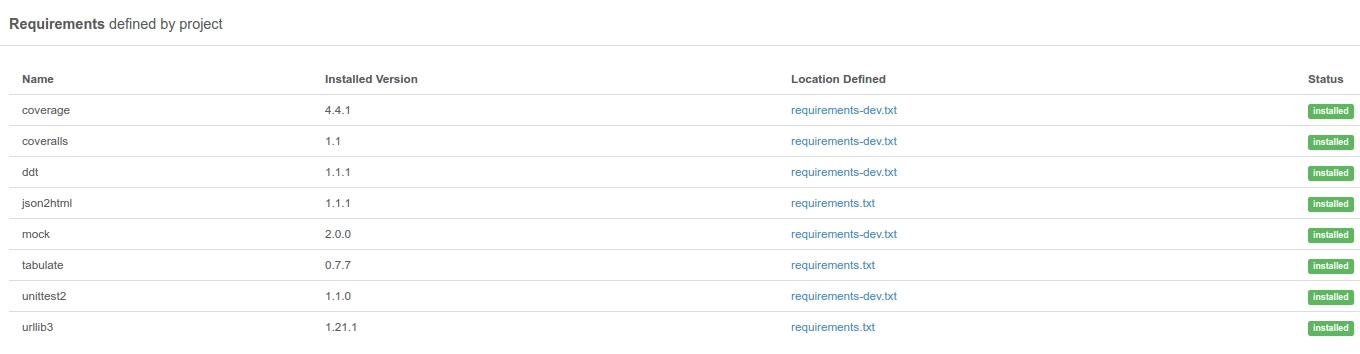 Requirements defined by project
Name Installed Version Location Defined Status
coverage 4.4.1 requirements-dev.txt installed
coveralls 1.1 requirements-dev.txt installed
ddt 1.1.1 requirements-dev.txt installed
json2html 1.1.1 requirements.txt installed
mock 2.0.0 requirements-dev.txt installed
tabulate 0.7.7 requirements.txt installed
unittest2 1.1.0 requirements-dev.txt installed
urllib3 1.21.1 requirements.txt installed